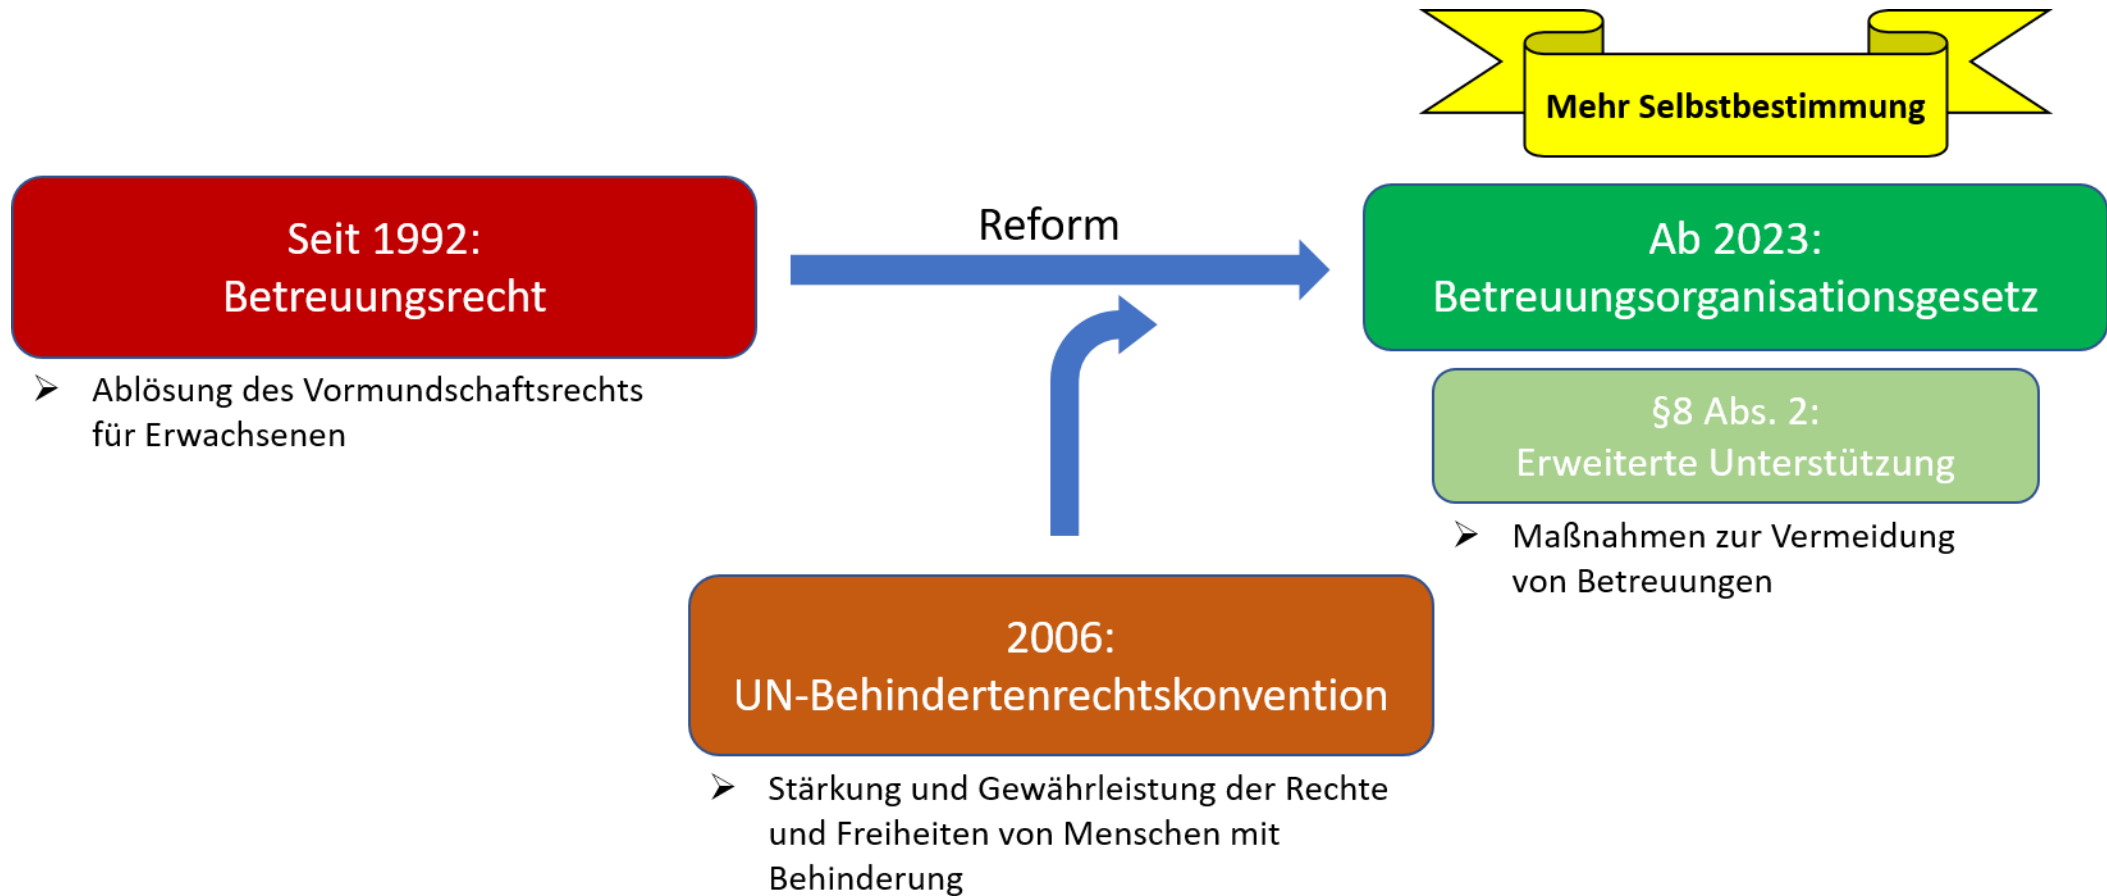 Mehr Selbstbestimmung
Seit 1992:
Betreuungsrecht
➢ Ablösung des Vormundschaftsrechts
für Erwachsenen
Reform
Ab 2023:
Betreuungsorganisationsgesetz
§8 Abs. 2:
Erweiterte Unterstützung
➢ Maßnahmen zur Vermeidung
von Betreuungen
2006:
UN-Behindertenrechtskonvention
➢ Stärkung und Gewährleistung der Rechte
und Freiheiten von Menschen mit
Behinderung